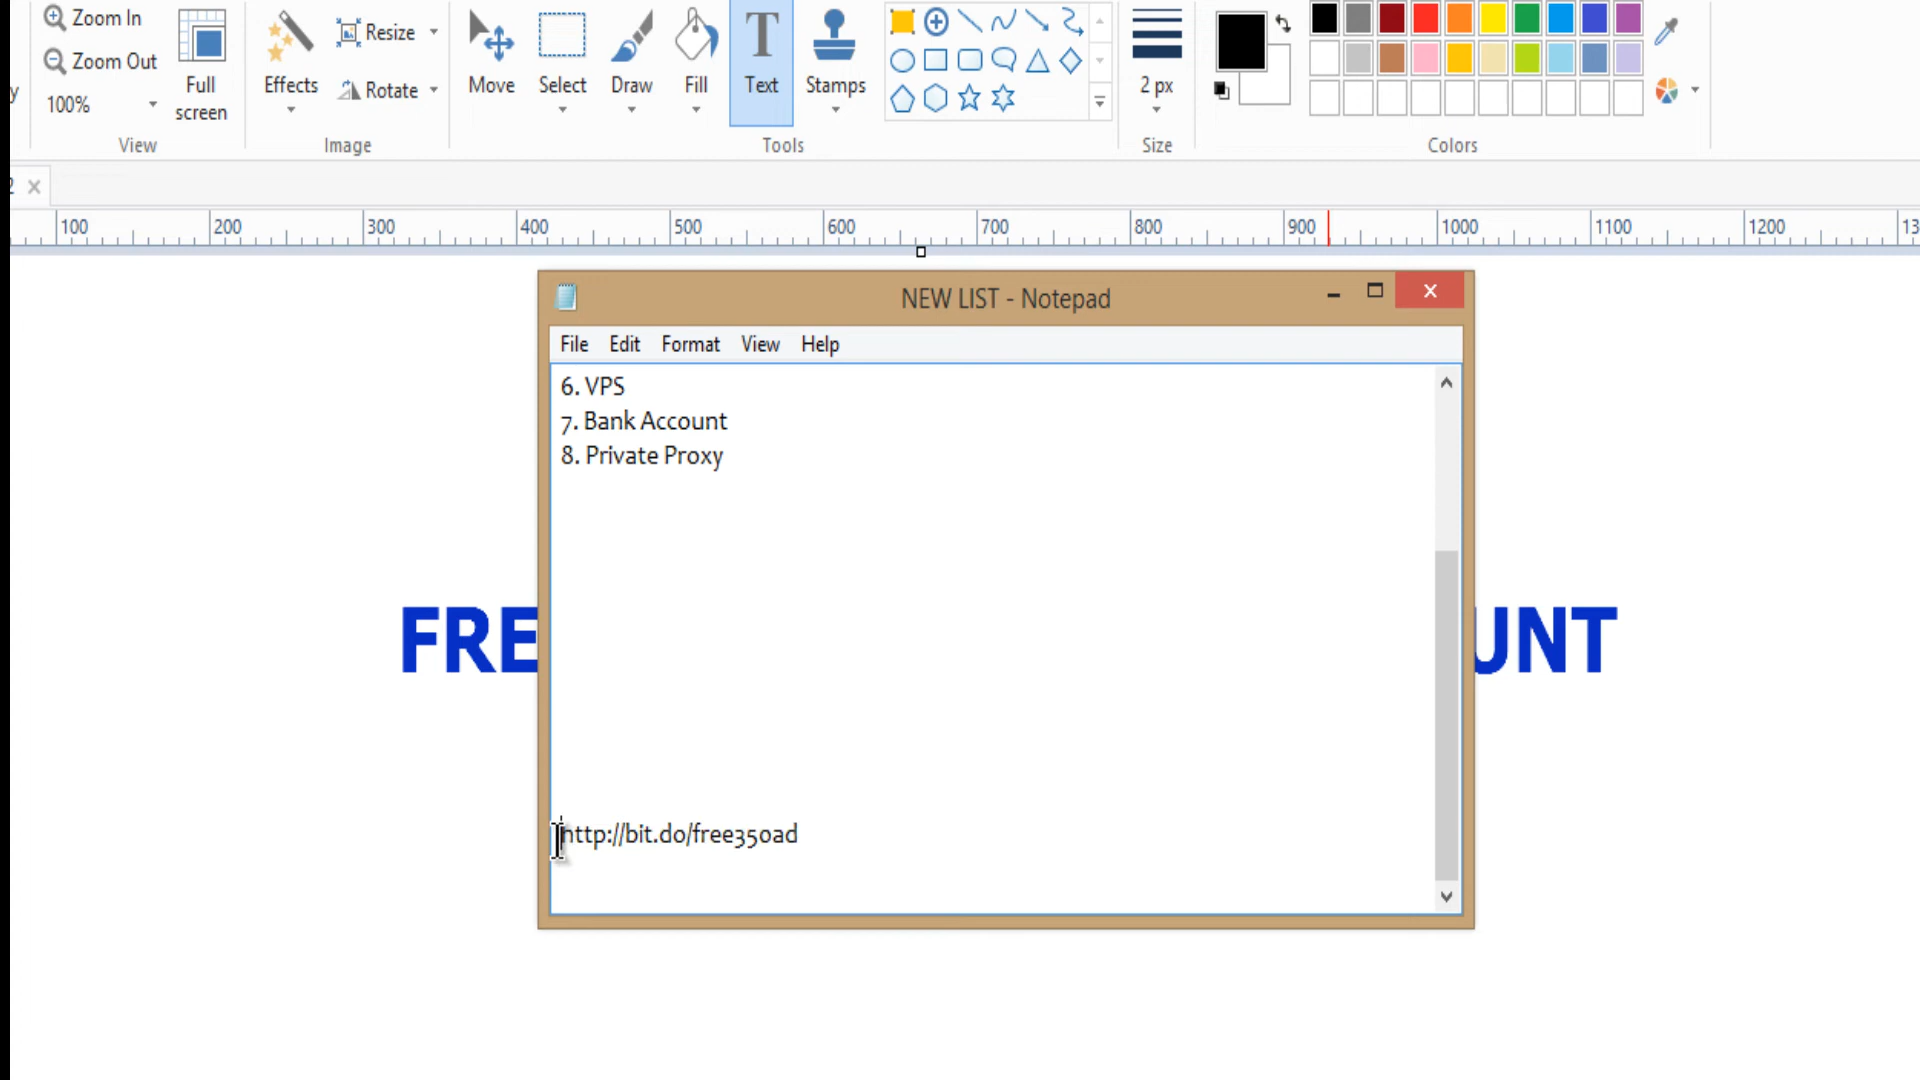 Zoom In
Zoom Out
100%
Full screen
View
Effects
Resize
Rotate
Image
Move
Select
Draw
Fill
Text
Stamps
Tools
2 px
Size
Colors
2
100 200 300 400 500 600 700 800 900 1000 1100 1200 13
NEW LIST - Notepad
File Edit Format View Help
6. VPS
7. Bank Account
8. Private Proxy
FRE UNT
http://bit.do/free350ad